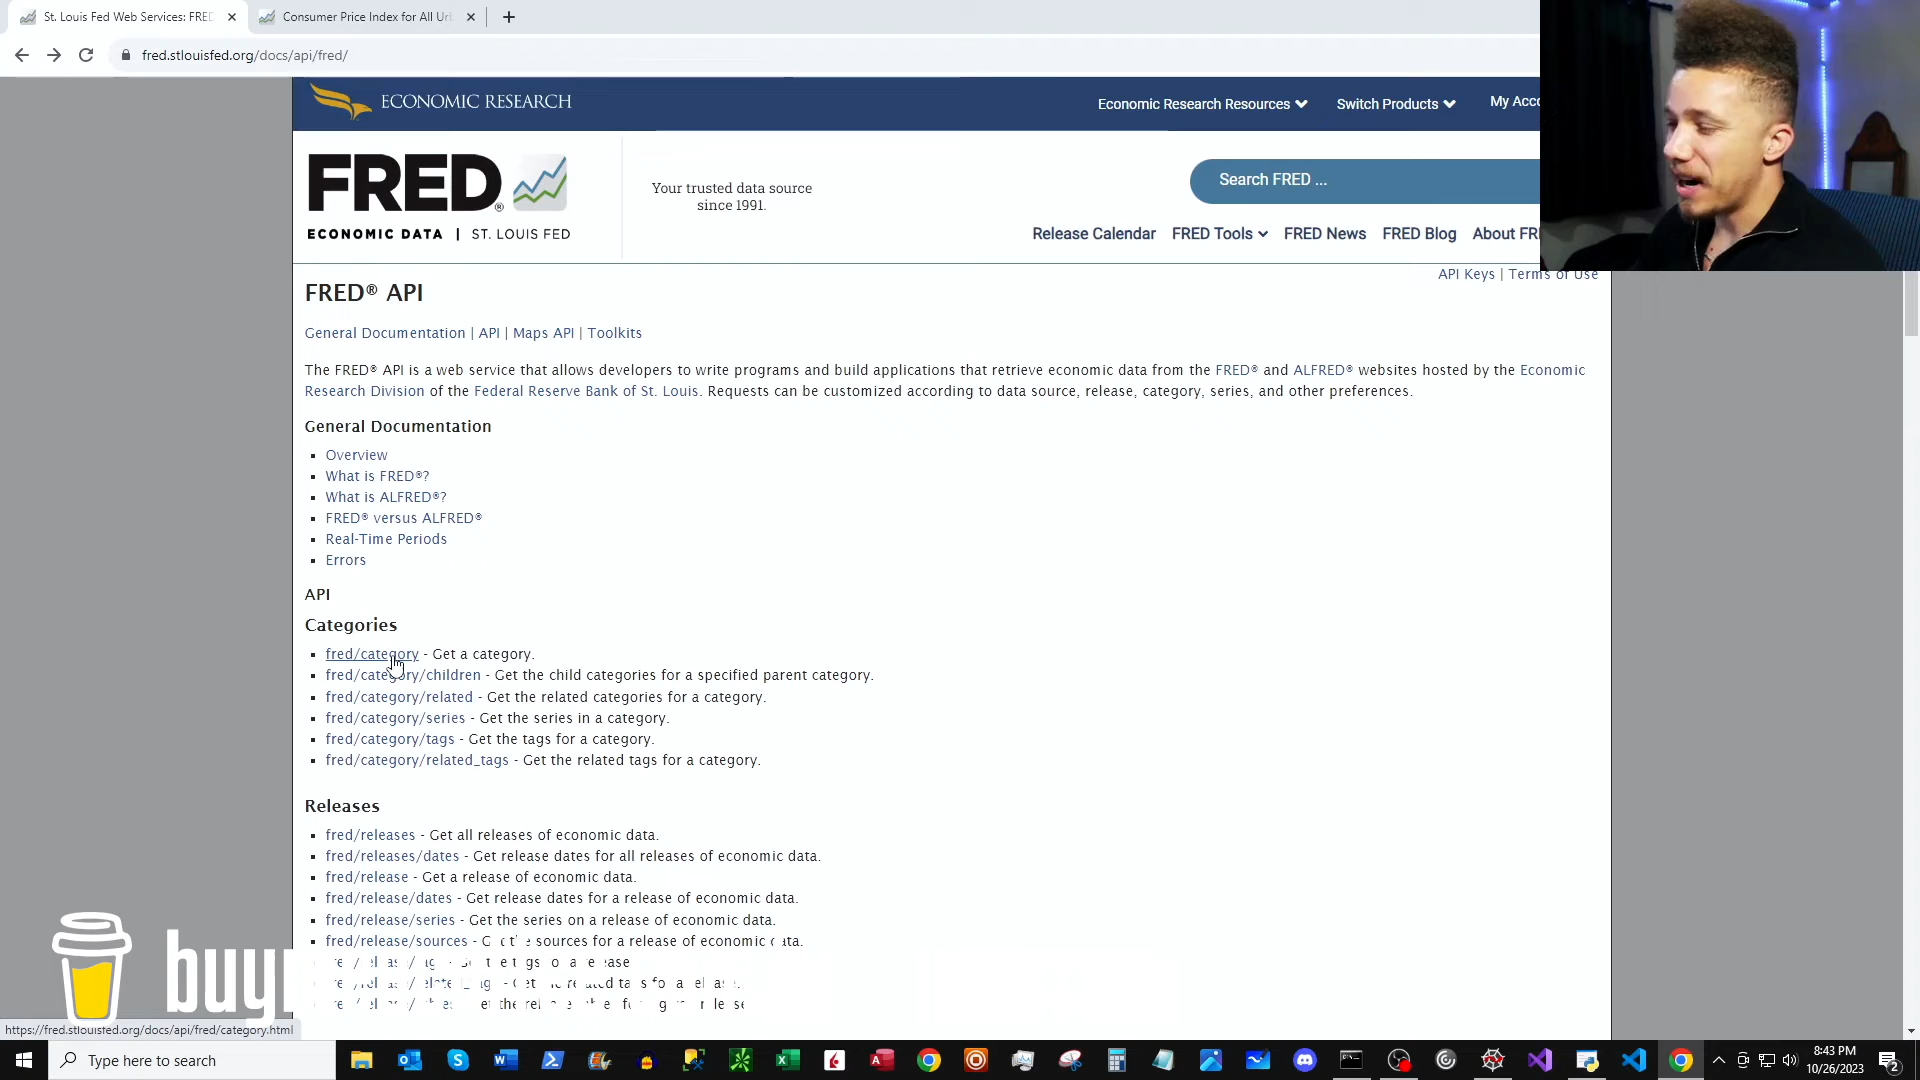 St. Louis Fed Web Services: FRED
Consumer Price Index for All Urb
fred.stlouisfed.org/docs/api/fred/
ECONOMIC RESEARCH
Economic Research Resources
Switch Products
My Acco
FRED®
ECONOMIC DATA | ST. LOUIS FED
Your trusted data source
since 1991.
Search FRED ...
Release Calendar
FRED Tools
FRED News
FRED Blog
About FR
API Keys | Terms of Use
FRED® API
General Documentation | API | Maps API | Toolkits
The FRED® API is a web service that allows developers to write programs and build applications that retrieve economic data from the FRED® and ALFRED® websites hosted by the Economic
Research Division of the Federal Reserve Bank of St. Louis. Requests can be customized according to data source, release, category, series, and other preferences.
General Documentation
Overview
What is FRED®?
What is ALFRED®?
FRED® versus ALFRED®
Real-Time Periods
Errors
API
Categories
fred/category - Get a category.
fred/category/children - Get the child categories for a specified parent category.
fred/category/related - Get the related categories for a category.
fred/category/series - Get the series in a category.
fred/category/tags - Get the tags for a category.
fred/category/related_tags - Get the related tags for a category.
Releases
fred/releases - Get all releases of economic data.
fred/releases/dates - Get release dates for all releases of economic data.
fred/release - Get a release of economic data.
fred/release/dates - Get release dates for a release of economic data.
fred/release/series - Get the series on a release of economic data.
fred/release/sources - Get the sources for a release of economic data.
buy
https://fred.stlouisfed.org/docs/api/fred/category.html
Type here to search
8:43 PM
10/26/2023
2